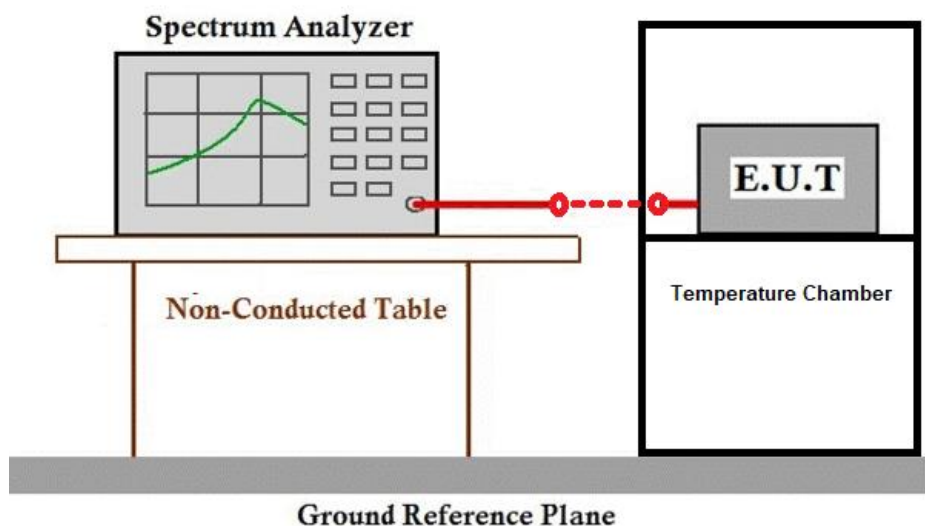 Spectrum Analyzer
E.U.T
Temperature Chamber
Non-Conducted Table
Ground Reference Plane